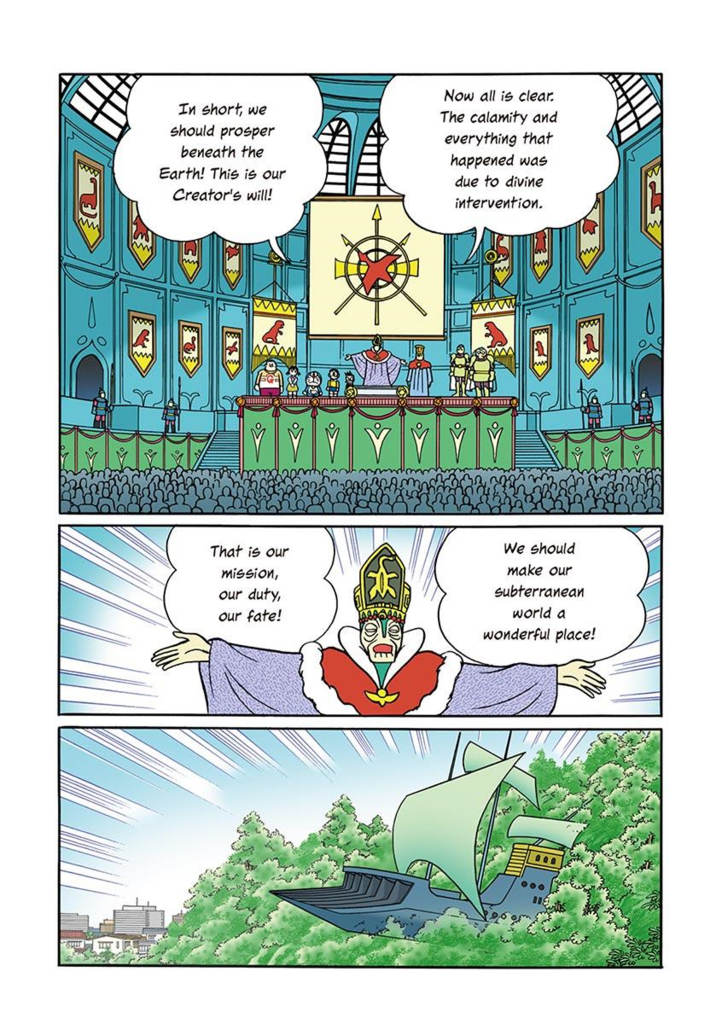 Now all is clear.
The calamity and
everything that
happened was
due to divine
intervention.
In short, we
should prosper
beneath the
Earth! This is our
Creator's will!
We should
make our
subterranean
world a
wonderful place!
That is our
mission,
our duty,
our fate!